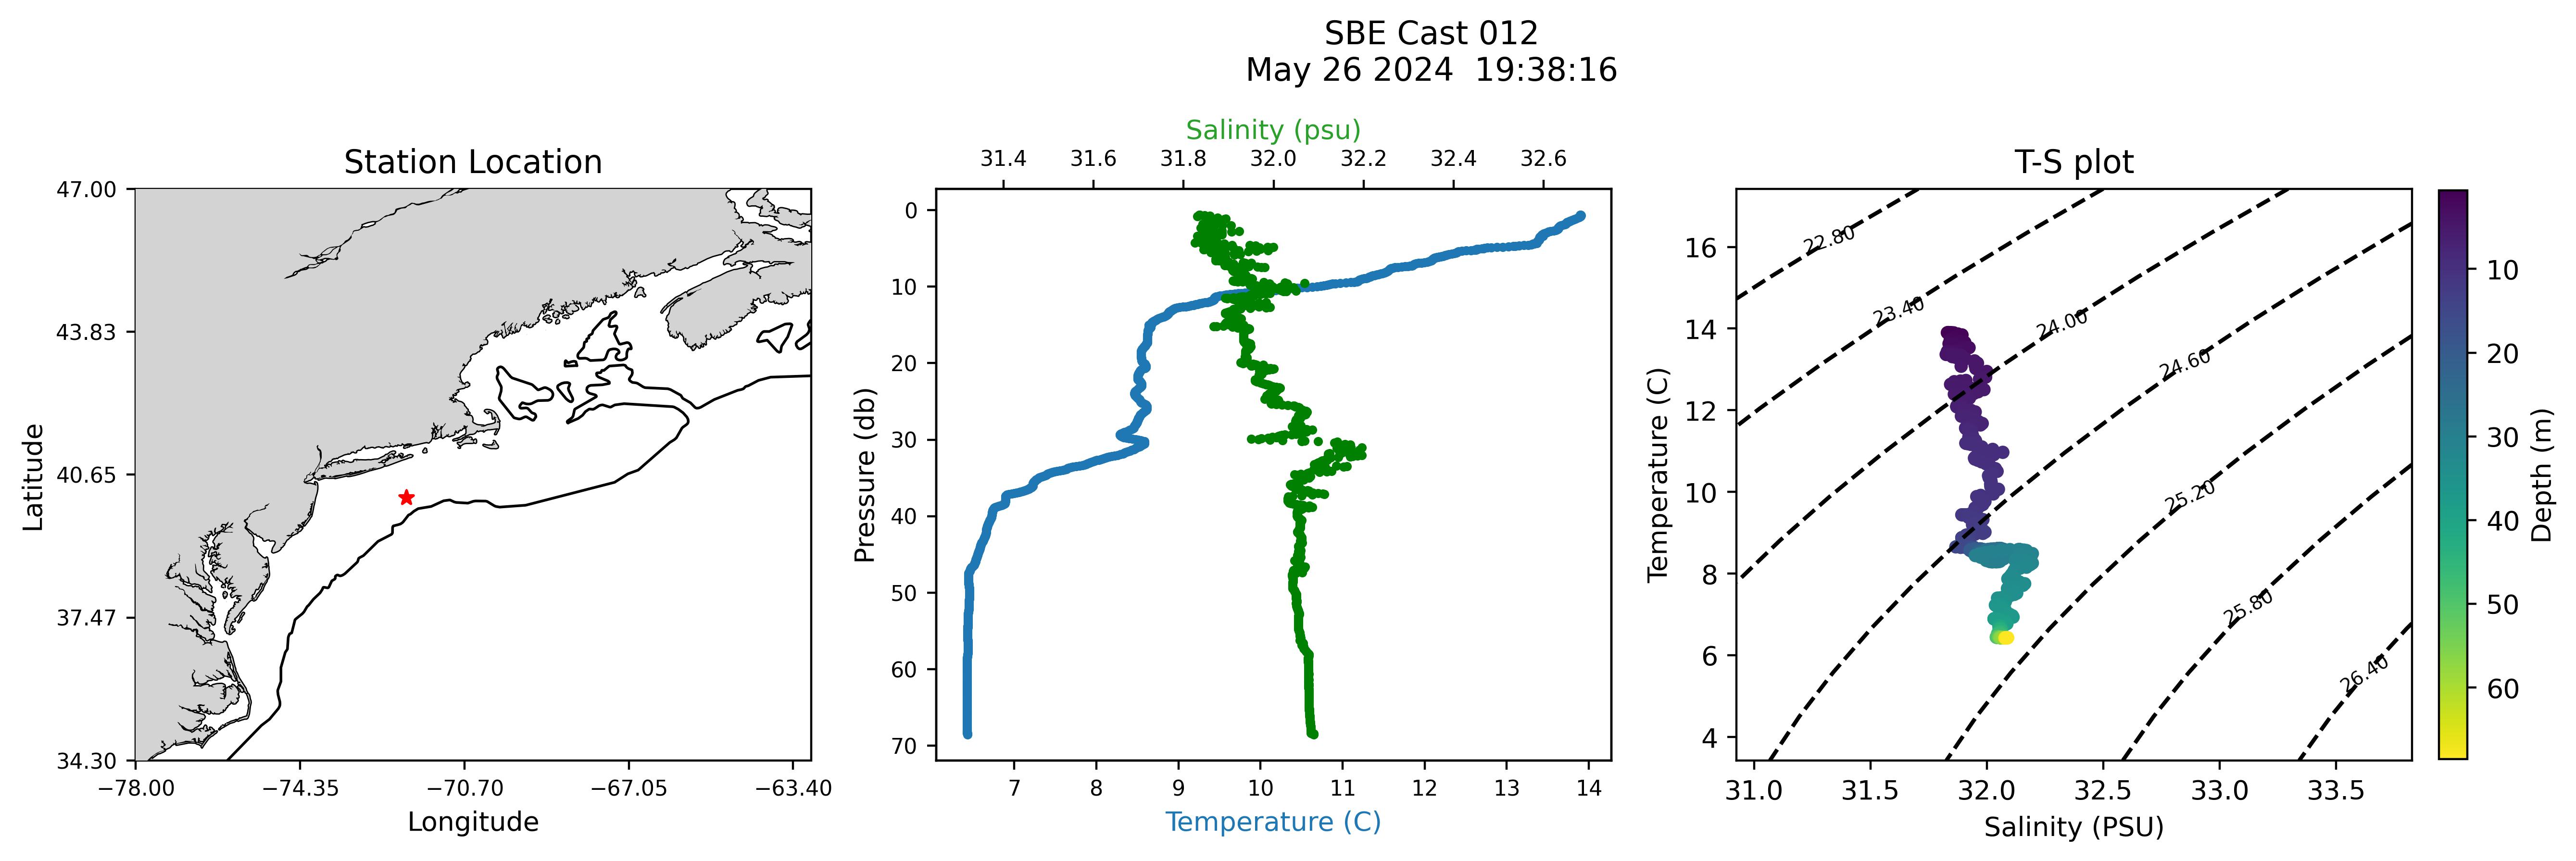 SBE Cast 012
May 26 2024  19:38:16
Station Location
47.00
43.83
40.65
37.47
34.30
Latitude
−78.00 −74.35 −70.70 −67.05 −63.40
Longitude
Salinity (psu)
31.4 31.6 31.8 32.0 32.2 32.4 32.6
0
10
20
30
40
50
60
70
Pressure (db)
7 8 9 10 11 12 13 14
Temperature (C)
T-S plot
16
14
12
10
8
6
4
Temperature (C)
22.80
23.40
24.00
24.60
25.20
25.80
26.40
31.0 31.5 32.0 32.5 33.0 33.5
Salinity (PSU)
10
20
30
40
50
60
Depth (m)